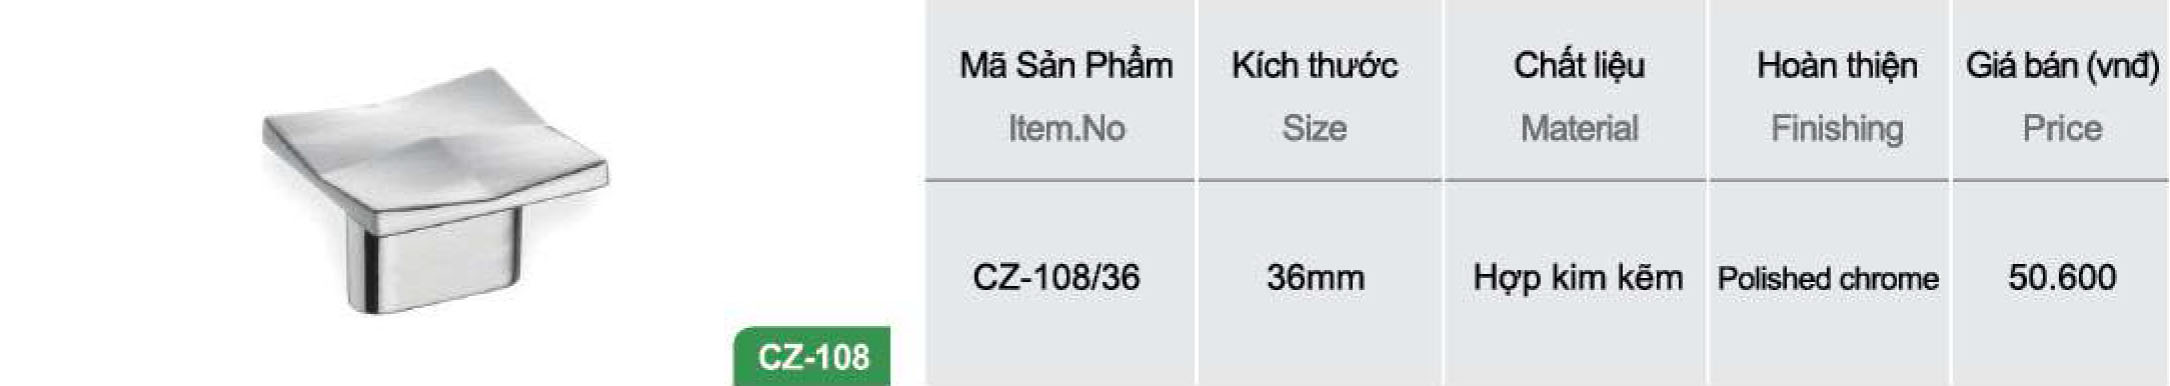 CZ-108
Mã Sản Phẩm Kích thước Chất liệu Hoàn thiện Giá bán (vnđ)
Item.No Size Material Finishing Price
CZ-108/36 36mm Hợp kim kẽm Polished chrome 50.600